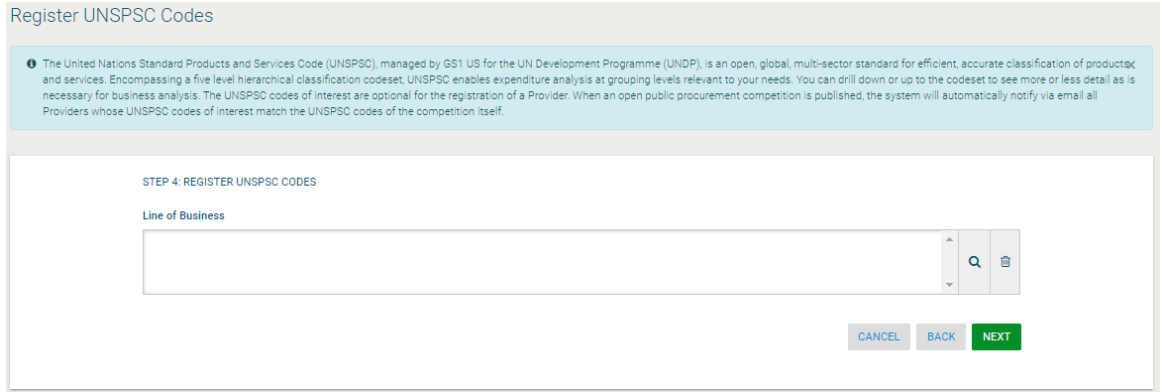 Register UNSPSC Codes
The United Nations Standard Products and Services Code (UNSPSC), managed by GS1 US for the UN Development Programme (UNDP), is an open, global, multi-sector standard for efficient, accurate classification of products
and services. Encompassing a five level hierarchical classification codeset, UNSPSC enables expenditure analysis at grouping levels relevant to your needs. You can drill down or up to the codeset to see more or less detail as is
necessary for business analysis. The UNSPSC codes of interest are optional for the registration of a Provider. When an open public procurement competition is published, the system will automatically notify via email all
Providers whose UNSPSC codes of interest match the UNSPSC codes of the competition itself.
STEP 4: REGISTER UNSPSC CODES
Line of Business
CANCEL BACK NEXT